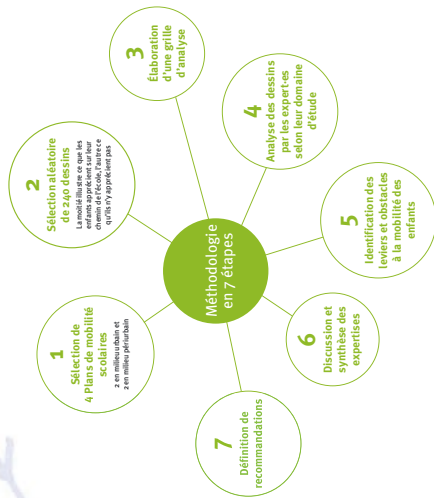 Méthodologie
en 7 étapes
1
Sélection de
4 Plans de mobilité
scolaires
2 en milieu urbain et
2 en milieu périurbain
2
Sélection aléatoire
de 240 dessins
La moitié illustre ce que les
enfants apprécient sur leur
chemin de l'école, l'autre ce
qu'ils n'y apprécient pas
3
Élaboration
d'une grille
d'analyse
4
Analyse des dessins
par les expert-es
selon leur domaine
d'étude
5
Identification des
leviers et obstacles
à la mobilité des
enfants
6
Discussion et
synthèse des
expertises
7
Définition de
recommandations